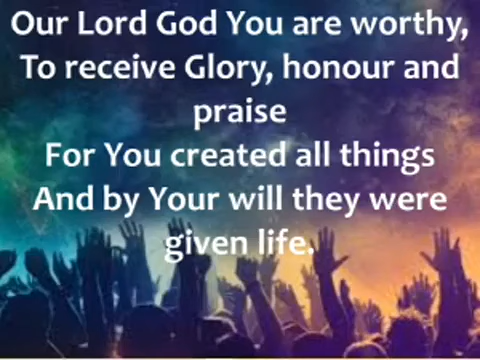 Our Lord God You are worthy,
To receive Glory, honour and
praise
For You created all things
And by Your will they were
given life.